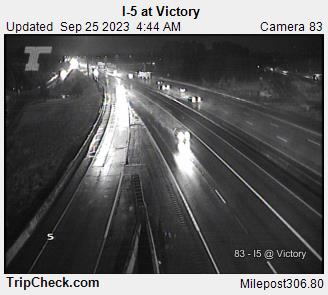 I-5 at Victory
Updated Sep 25 2023 4:44 AM Camera 83
T
S
83 - I5 @ Victory
TripCheck.com Milepost306.80